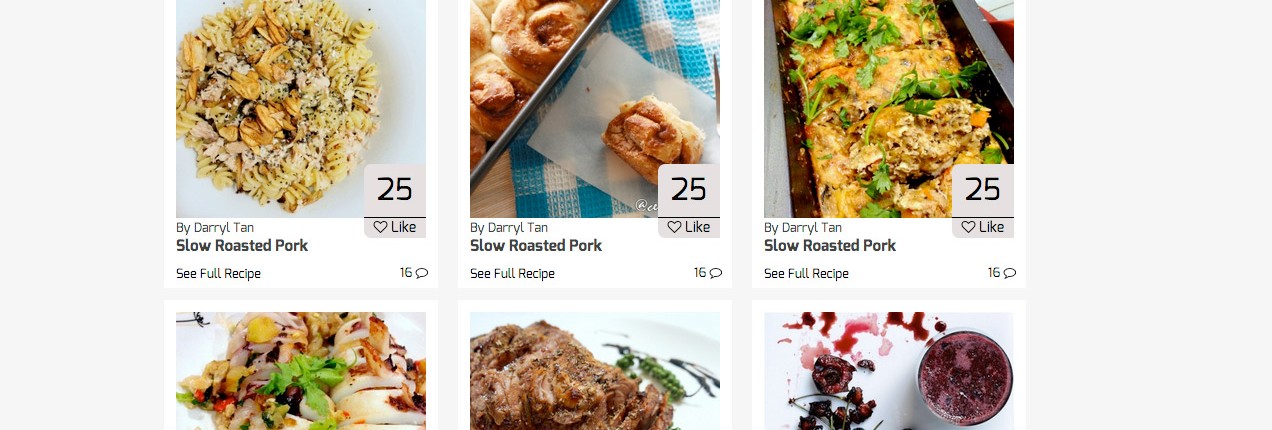 25
Like
By Darryl Tan
Slow Roasted Pork
See Full Recipe
16
25
Like
By Darryl Tan
Slow Roasted Pork
See Full Recipe
16
25
Like
By Darryl Tan
Slow Roasted Pork
See Full Recipe
16